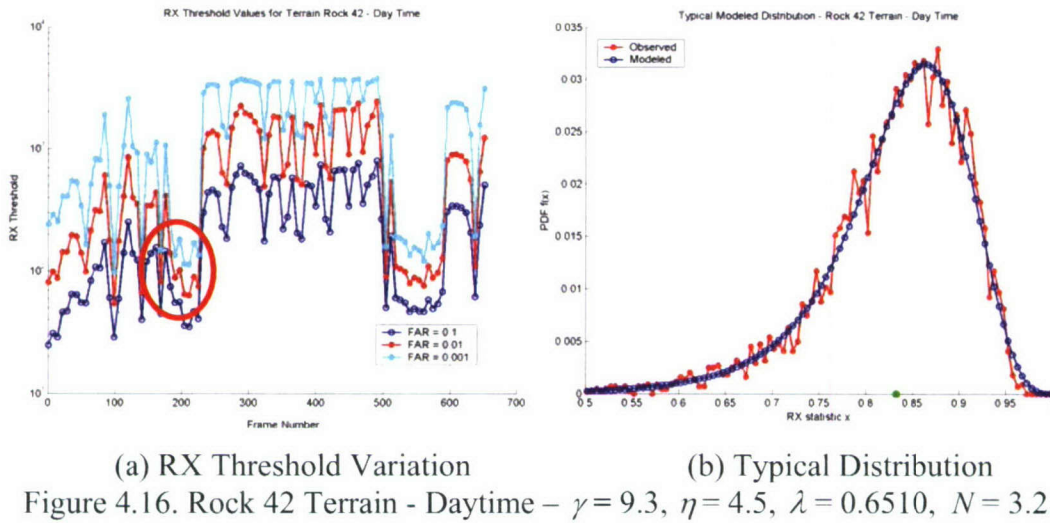 RX Threshold Values for Terrain Rock 42 - Day Time
RX Threshold
FAR = 0 1
FAR = 0 01
FAR = 0 001
0
100
200
300
400
500
600
700
Frame Number
Typical Modeled Distribution - Rock 42 Terrain - Day Time
Observed
Modeled
PDF f(x)
0 035
0 03
0 025
0 02
0 015
0 01
0 005
0
0 5
0 55
0 6
0 65
0 7
0 75
0 8
0 85
0 9
0 95
RX statistic x
(a) RX Threshold Variation
(b) Typical Distribution
Figure 4.16. Rock 42 Terrain - Daytime – γ = 9.3, η = 4.5, λ = 0.6510, N = 3.2